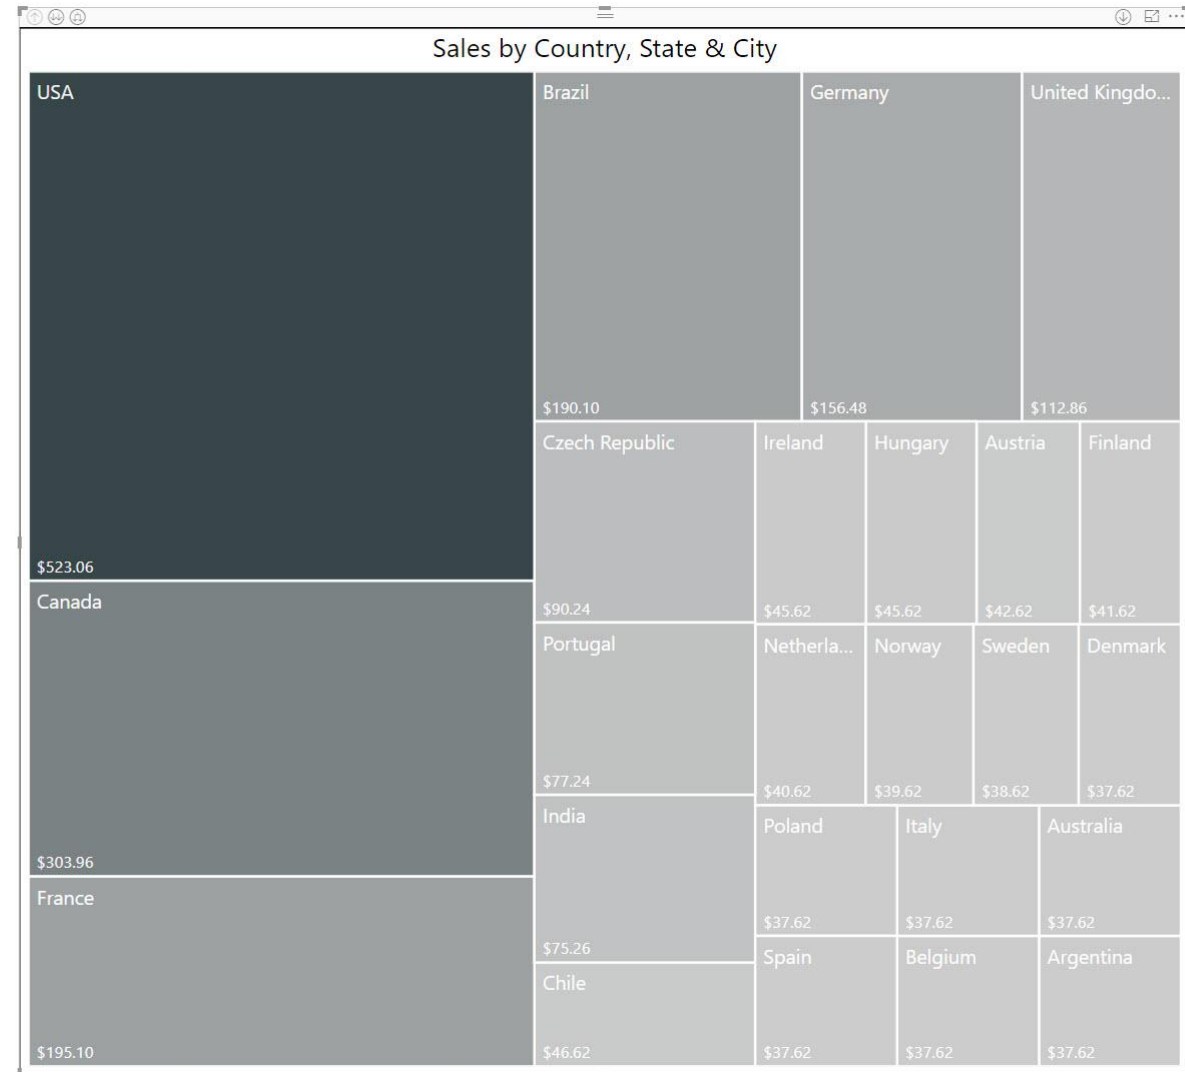 Sales by Country, State & City
USA
$523.06
Canada
$303.96
France
$195.10
Brazil
$190.10
Germany
$156.48
United Kingdo...
$112.86
Czech Republic
$90.24
Portugal
$77.24
India
$75.26
Chile
$46.62
Ireland
$45.62
Hungary
$45.62
Austria
$42.62
Finland
$41.62
Netherla...
$40.62
Norway
$39.62
Sweden
$38.62
Denmark
$37.62
Poland
$37.62
Italy
$37.62
Australia
$37.62
Spain
$37.62
Belgium
$37.62
Argentina
$37.62